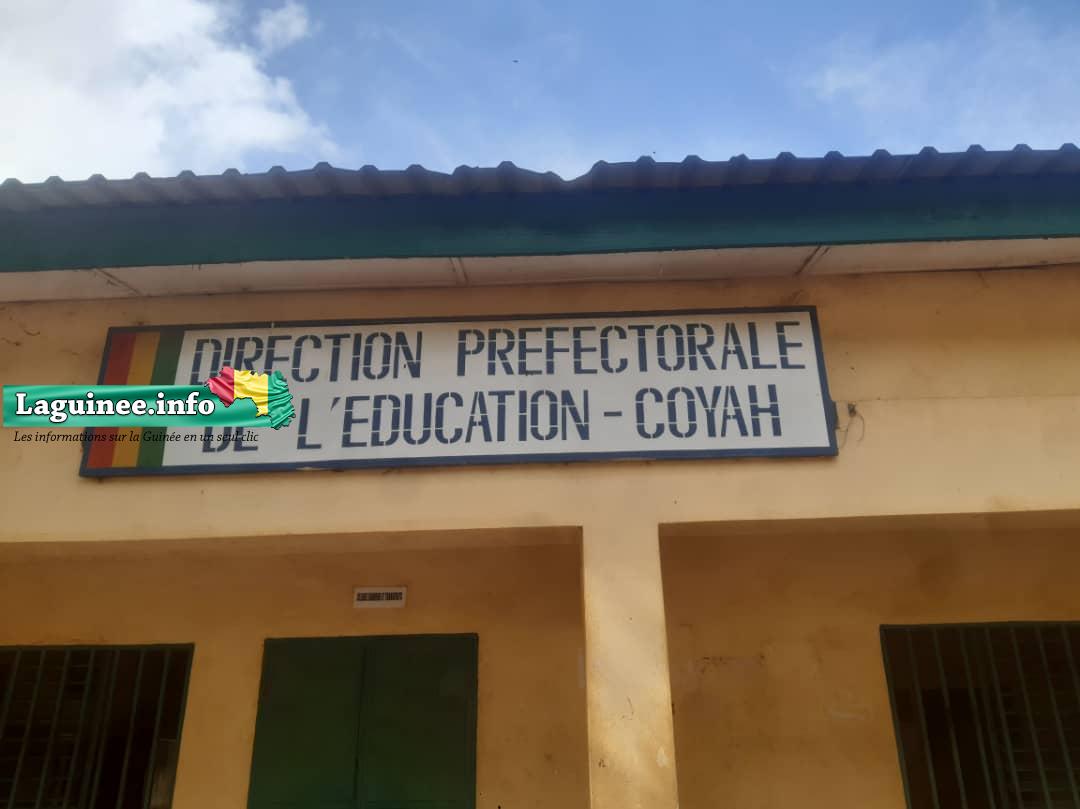 DIRECTION PREFECTORALE
DE L'EDUCATION - COYAH
Laguinee.info
Les informations sur la Guinée en un seul clic